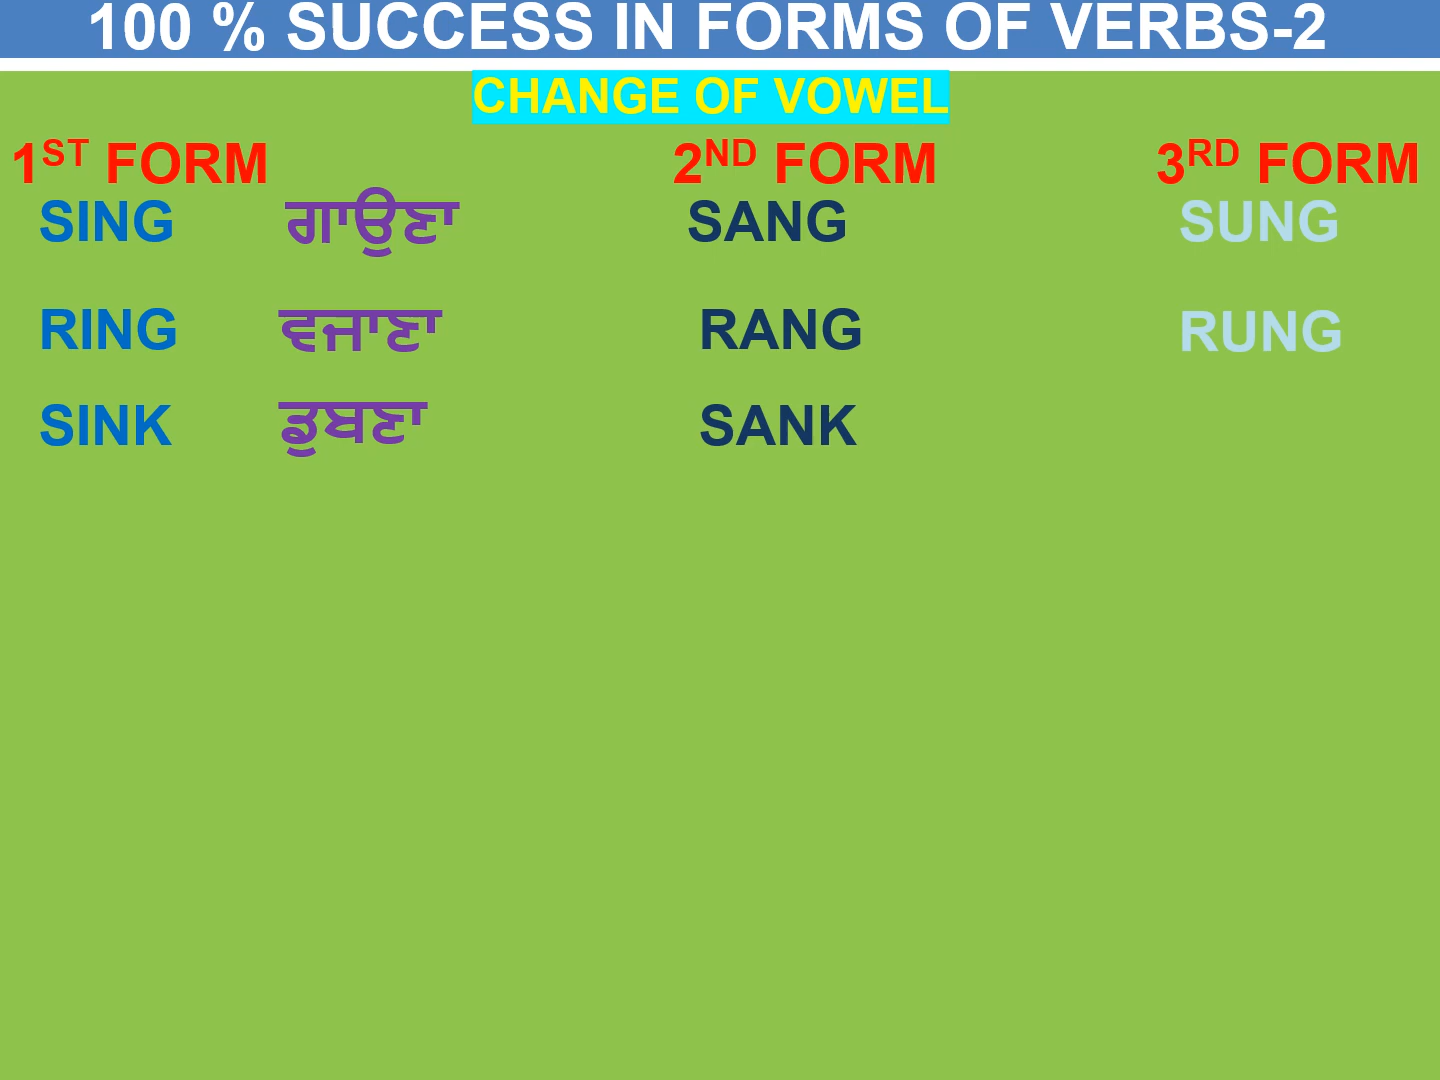 100 % SUCCESS IN FORMS OF VERBS-2
CHANGE OF VOWEL
1ST FORM 2ND FORM 3RD FORM
SING ਗਾਉਣਾ SANG SUNG
RING ਵਜਾਣਾ RANG RUNG
SINK ਡੁਬਣਾ SANK